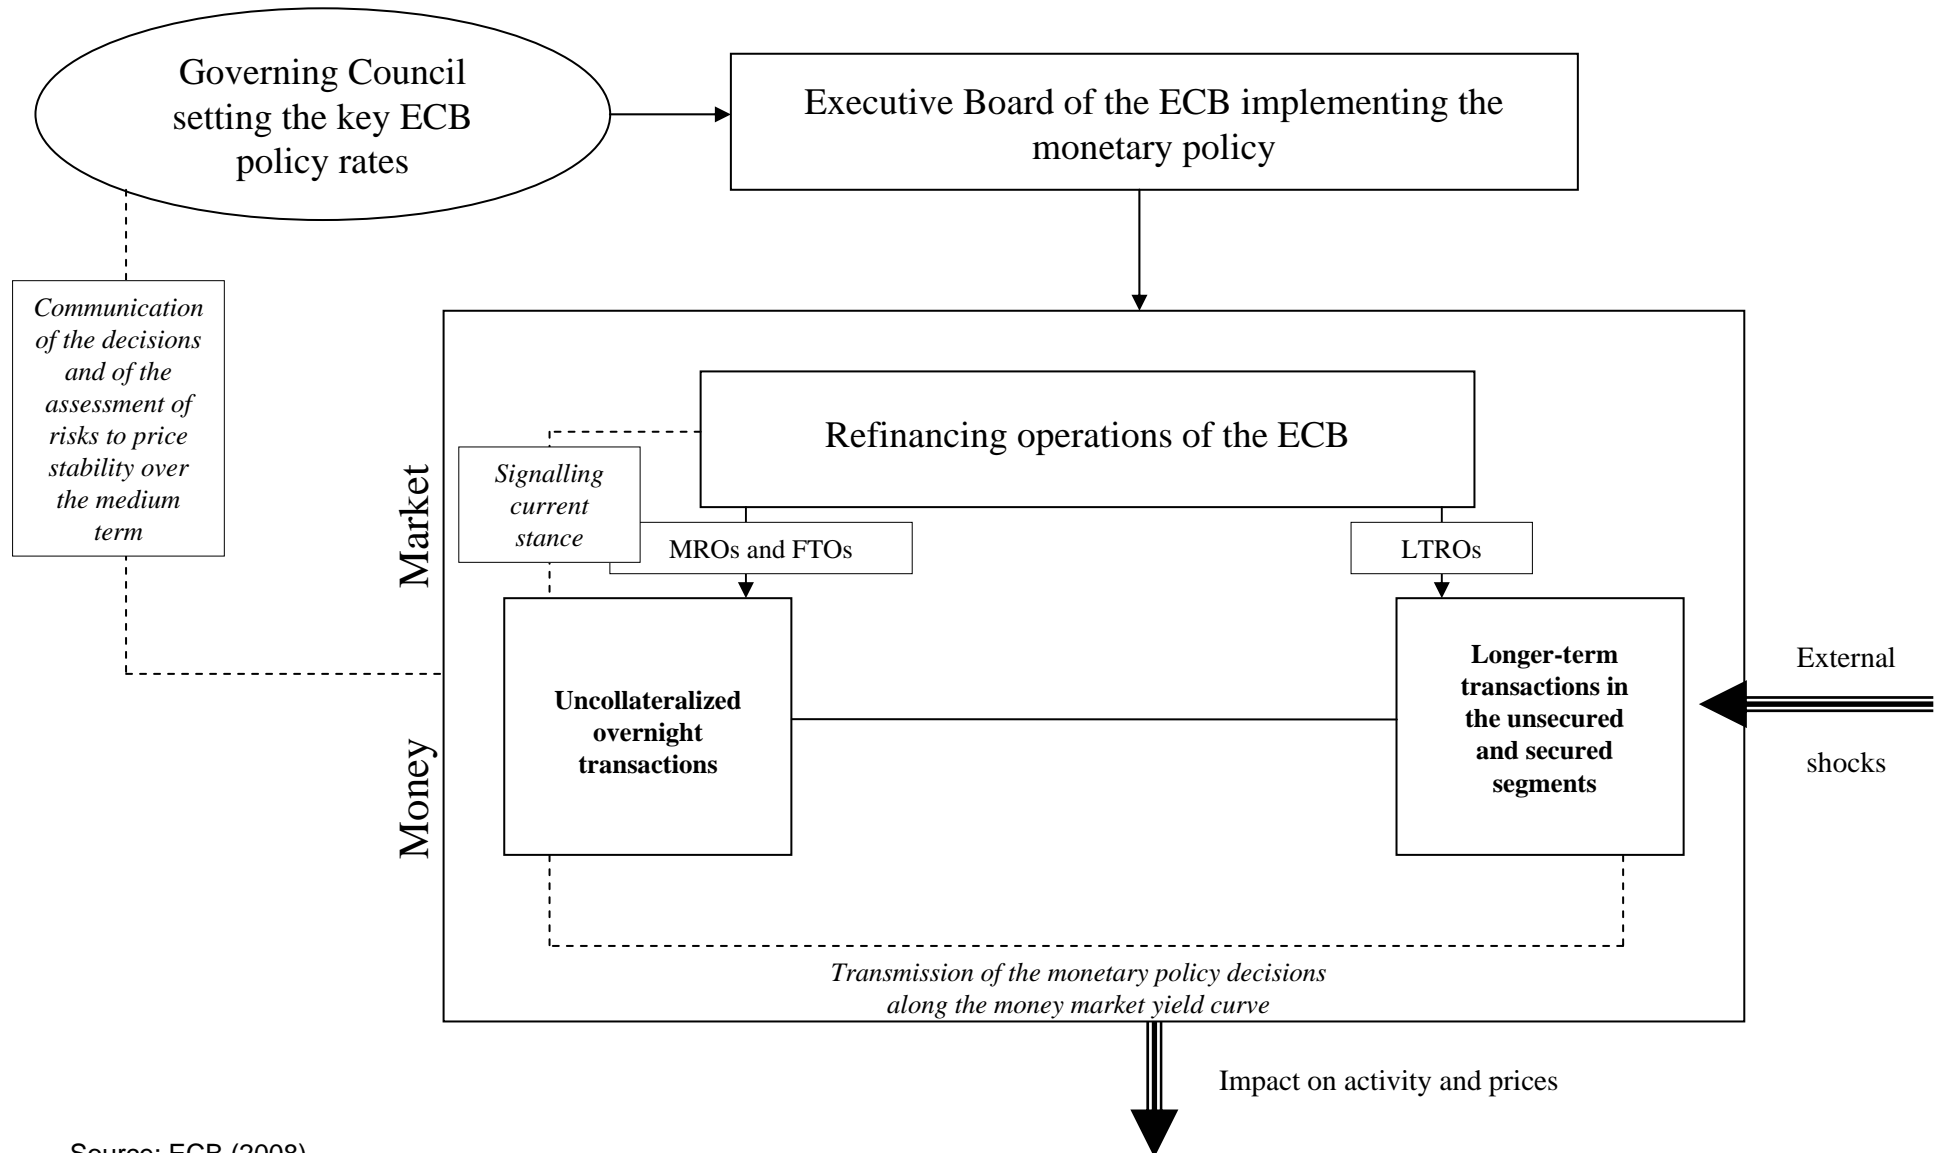 Governing Council
setting the key ECB
policy rates
Executive Board of the ECB implementing the
monetary policy
Communication
of the decisions
and of the
assessment of
risks to price
stability over
the medium
term
Money Market
Refinancing operations of the ECB
Signalling
current
stance
MROs and FTOs
LTROs
Uncollateralized
overnight
transactions
Longer-term
transactions in
the unsecured
and secured
segments
External
shocks
Transmission of the monetary policy decisions
along the money market yield curve
Impact on activity and prices
Source: ECB (2008)